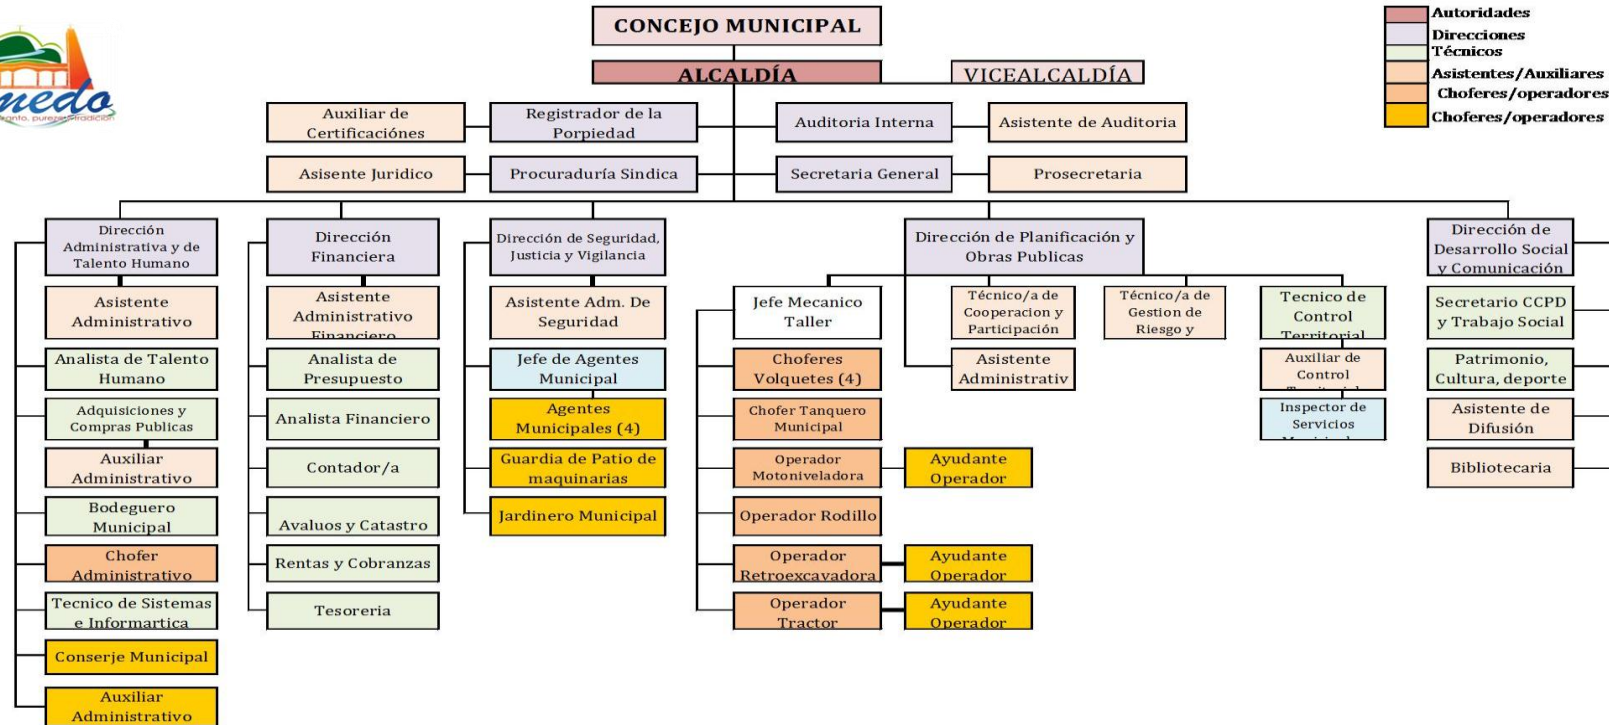 CONCEJO MUNICIPAL
ALCALDÍA
VICEALCALDÍA
Autoridades
Direcciones
Técnicos
Asistentes/Auxiliares
Choferes/operadores
Choferes/operadores
medo
Auxiliar de
Certificaciónes
Registrador de la
Porpiedad
Auditoria Interna
Asistente de Auditoria
Asisente Juridico
Procuraduría Sindica
Secretaria General
Prosecretaria
Dirección
Administrativa y de
Talento Humano
Asistente
Administrativo
Analista de Talento
Humano
Adquisiciones y
Compras Publicas
Auxiliar
Administrativo
Bodeguero
Municipal
Chofer
Administrativo
Tecnico de Sistemas
e Informartica
Conserje Municipal
Auxiliar
Administrativo
Dirección
Financiera
Asistente
Administrativo
Financiero
Analista de
Presupuesto
Analista Financiero
Contador/a
Avaluos y Catastro
Rentas y Cobranzas
Tesoreria
Dirección de Seguridad,
Justicia y Vigilancia
Asistente Adm. De
Seguridad
Jefe de Agentes
Municipal
Agentes
Municipales (4)
Guardia de Patio de
maquinarias
Jardinero Municipal
Dirección de Planificación y
Obras Publicas
Jefe Mecanico
Taller
Choferes
Volquetes (4)
Chofer Tanquero
Municipal
Operador
Motoniveladora
Ayudante
Operador
Operador Rodillo
Operador
Retroexcavadora
Ayudante
Operador
Operador
Tractor
Ayudante
Operador
Técnico/a de
Cooperacion y
Participación
Asistente
Administrativ
Técnico/a de
Gestion de
Riesgo y
Tecnico de
Control
Territorial
Auxiliar de
Control
Inspector de
Servicios
Dirección de
Desarrollo Social
y Comunicación
Secretario CCPD
y Trabajo Social
Patrimonio,
Cultura, deporte
Asistente de
Difusión
Bibliotecaria